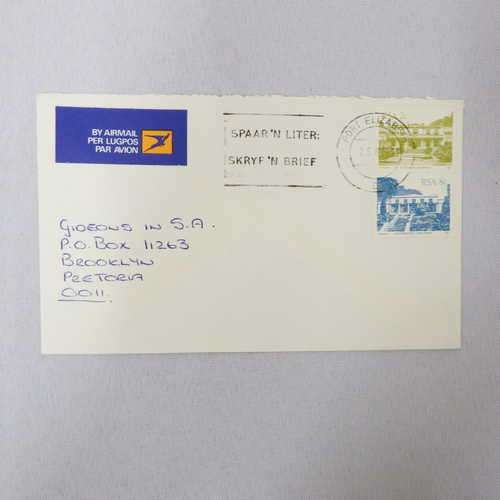 BY AIRMAIL
PER LUGPOS
PAR AVION
SPAAR 'N LITER:
SKRYF 'N BRIEF
PORT ELIZABETH
RSA
GIDEONS IN S.A.
P.O. BOX 11263
BROOKLYN
PRETORIA
0011.